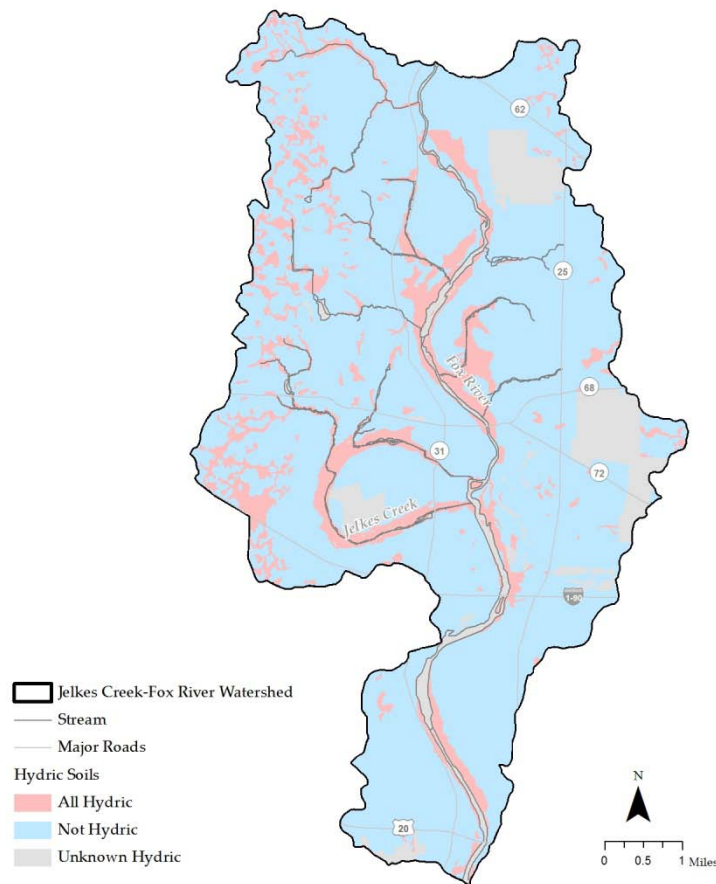 62
25
Fox River
68
31
72
Jelkes Creek
I-90
Jelkes Creek-Fox River Watershed
Stream
Major Roads
Hydric Soils
All Hydric
Not Hydric
Unknown Hydric
20
N
0 0.5 1 Miles